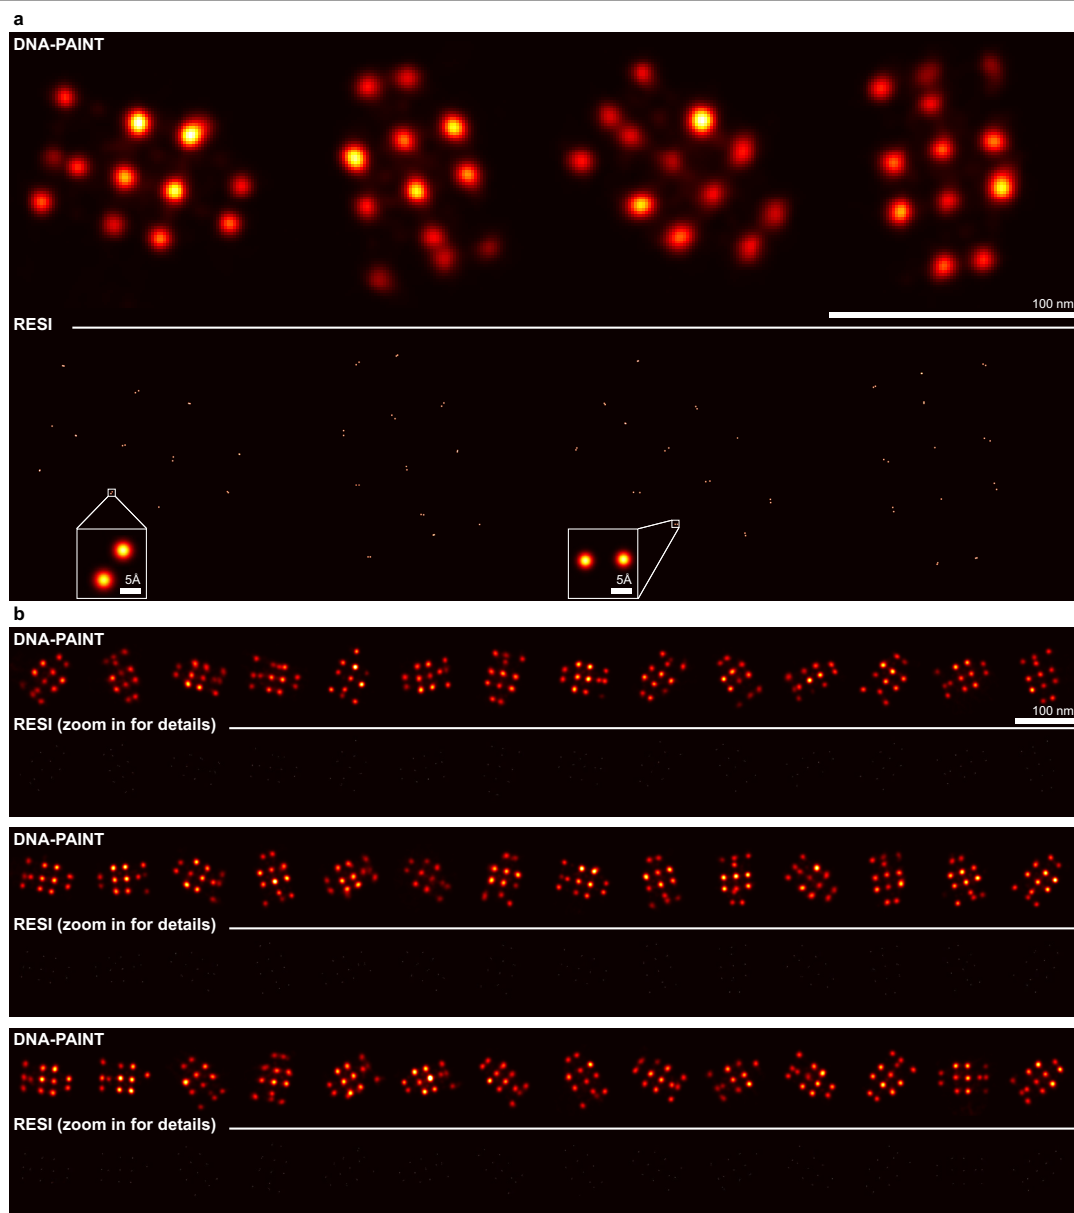 a
DNA-PAINT
100 nm
RESI
5Å
5Å
b
DNA-PAINT
100 nm
RESI (zoom in for details)
DNA-PAINT
RESI (zoom in for details)
DNA-PAINT
RESI (zoom in for details)